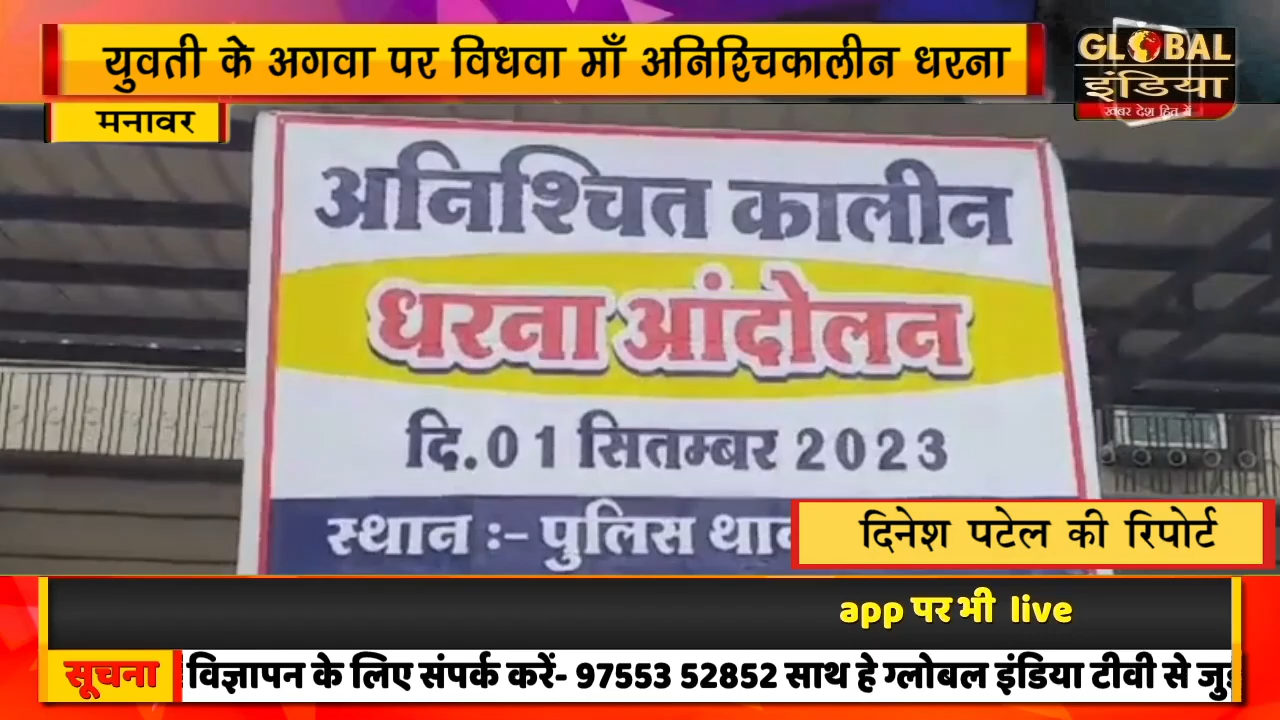 युवती के अगवा पर विधवा माँ अनिश्चिकालीन धरना
GLOBAL
इंडिया
खबर देश हित में
मनावर
अनिश्चित कालीन
धरना आंदोलन
दि.01 सितम्बर 2023
स्थान :- पुलिस
दिनेश पटेल की रिपोर्ट
app पर भी live
सूचना
विज्ञापन के लिए संपर्क करें- 97553 52852 साथ हे ग्लोबल इंडिया टीवी से